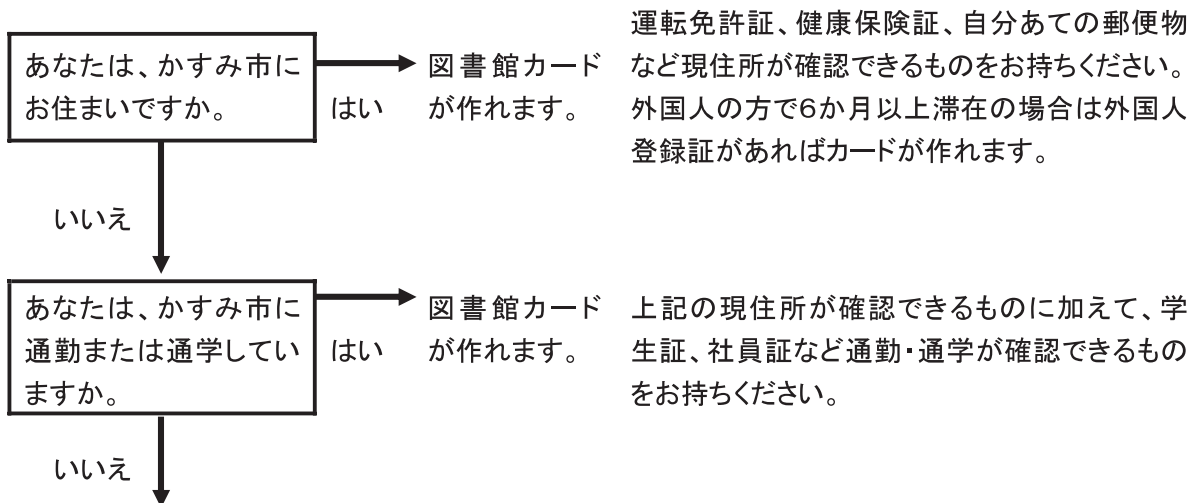 あなたは、かすみ市に
お住まいですか。
はい
図書館カード
が作れます。
運転免許証、健康保険証、自分あての郵便物
など現住所が確認できるものをお持ちください。
外国人の方で6か月以上滞在の場合は外国人
登録証があればカードが作れます。
いいえ
あなたは、かすみ市に
通勤または通学してい
ますか。
はい
図書館カード
が作れます。
上記の現住所が確認できるものに加えて、学
生証、社員証など通勤・通学が確認できるもの
をお持ちください。
いいえ